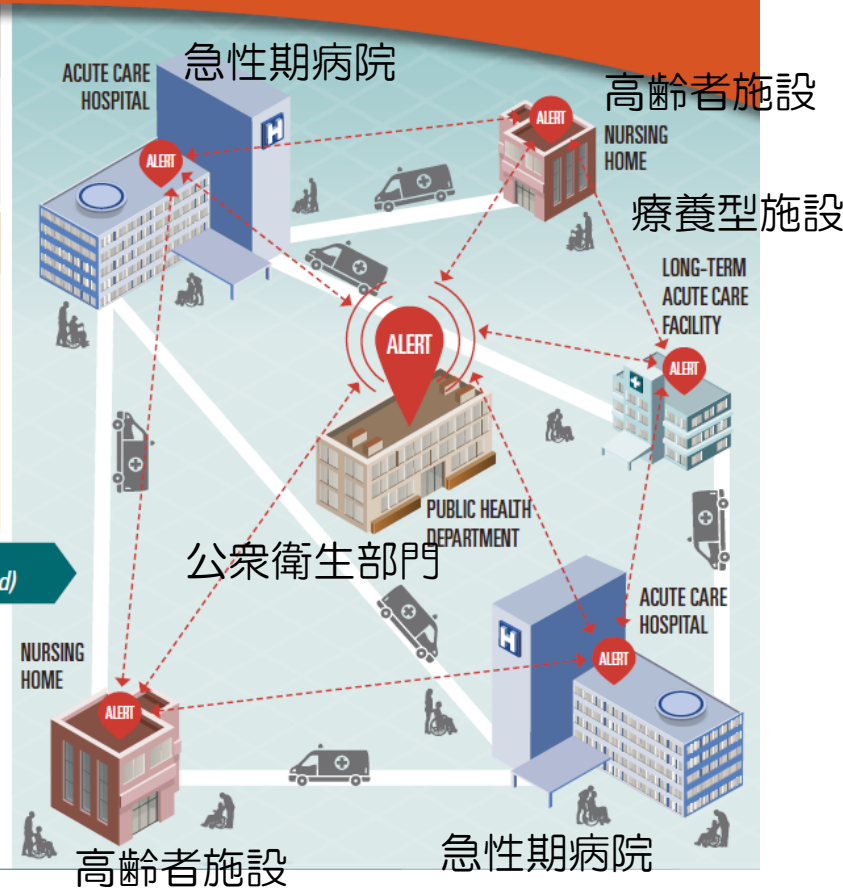 急性期病院
ACUTE CARE
HOSPITAL
H
ALERT
高齢者施設
ALERT
NURSING
HOME
療養型施設
LONG-TERM
ACUTE CARE
FACILITY
ALERT
ALERT
PUBLIC HEALTH
DEPARTMENT
公衆衛生部門
d)
ACUTE CARE
HOSPITAL
H
ALERT
NURSING
HOME
ALERT
高齢者施設
急性期病院